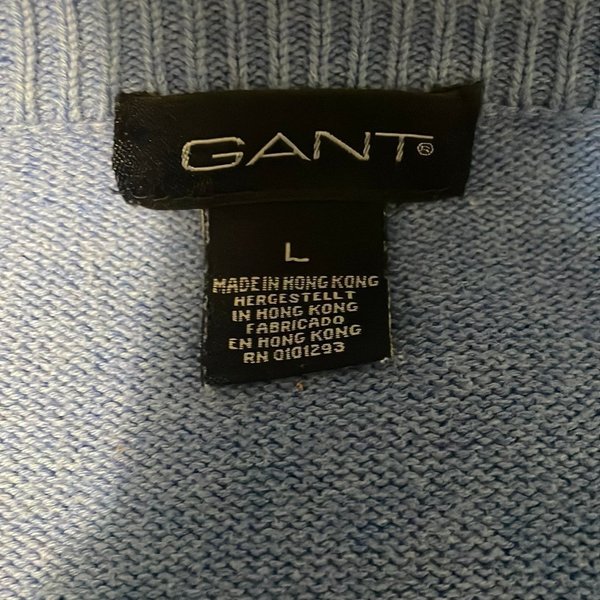 GANT®
L
MADE IN HONG KONG
HERGESTELLT
IN HONG KONG
FABRICADO
EN HONG KONG
RN 0101293